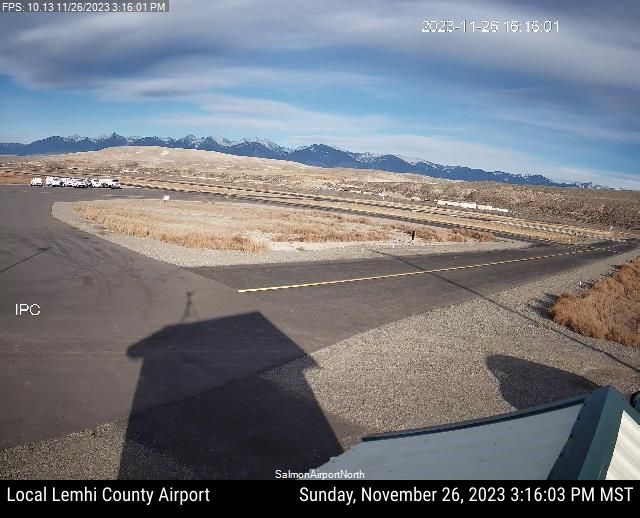 FPS: 10.13 11/26/2023 3:16:01 PM
2023-11-26 15:15:01
IPC
SalmonAirportNorth
Local Lemhi County Airport Sunday, November 26, 2023 3:16:03 PM MST